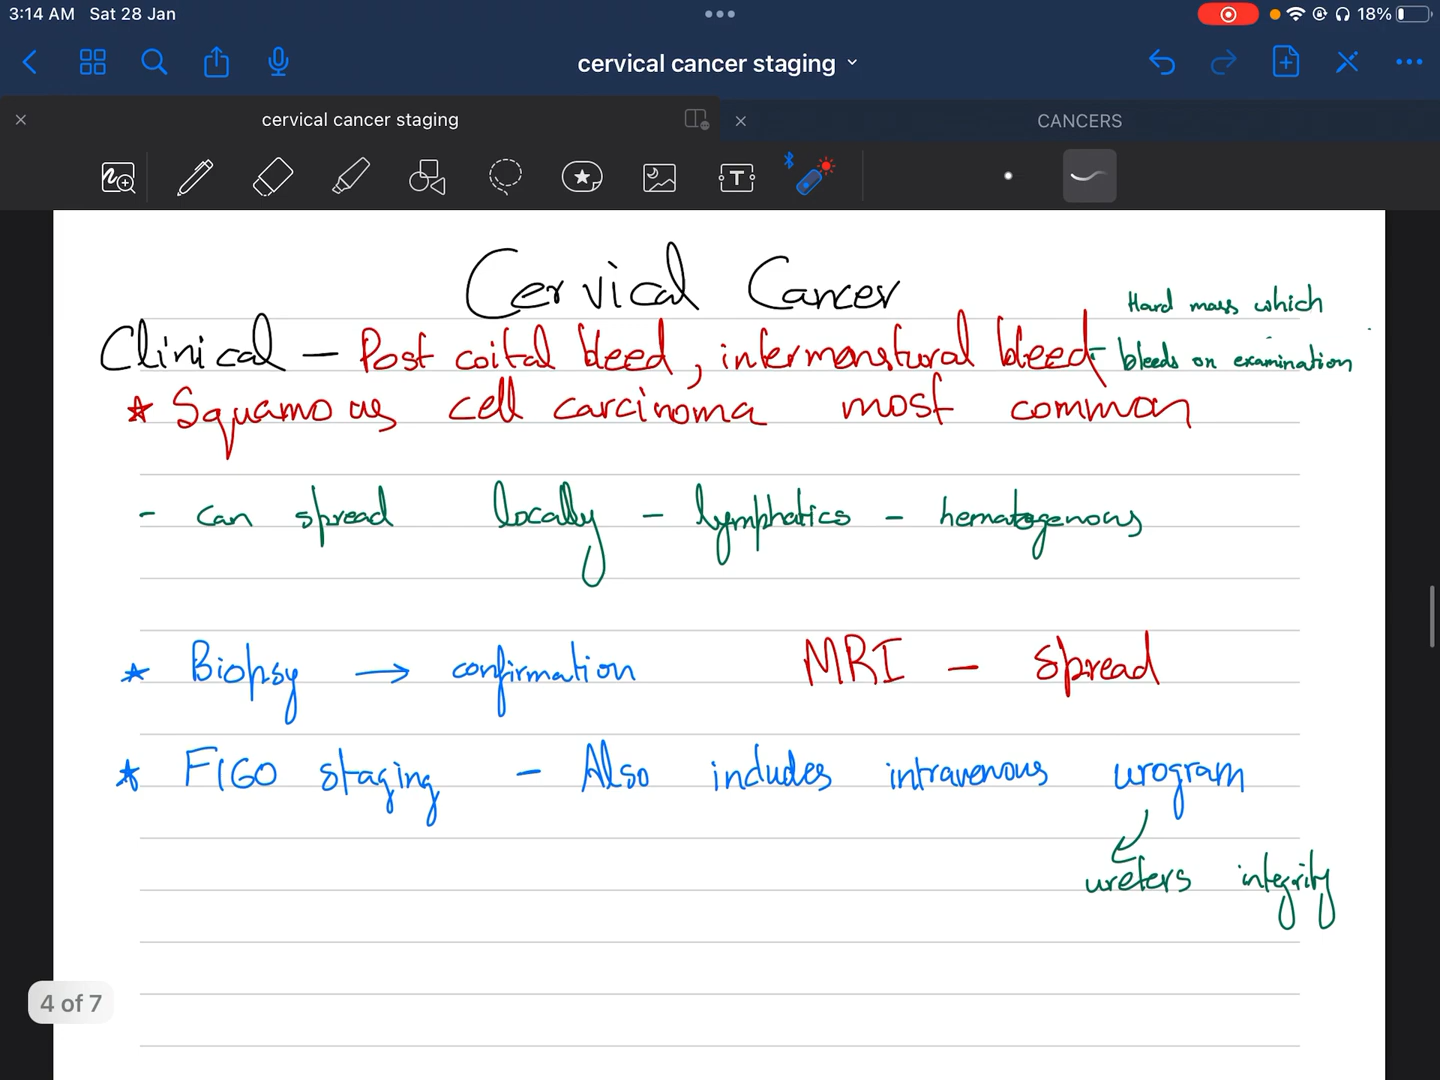 3:14 AM Sat 28 Jan
18%
cervical cancer staging
cervical cancer staging
CANCERS
T
Cervical Cancer
Hard mass which
Clinical - Post coital bleed, intermenstural bleed - bleeds on examination
* Squamous cell carcinoma most common
- can spread locally - lymphatics - hematogenous
* Biopsy → confirmation MRI - spread
* FIGO staging - Also includes intravenous urogram
ureters integrity
4 of 7